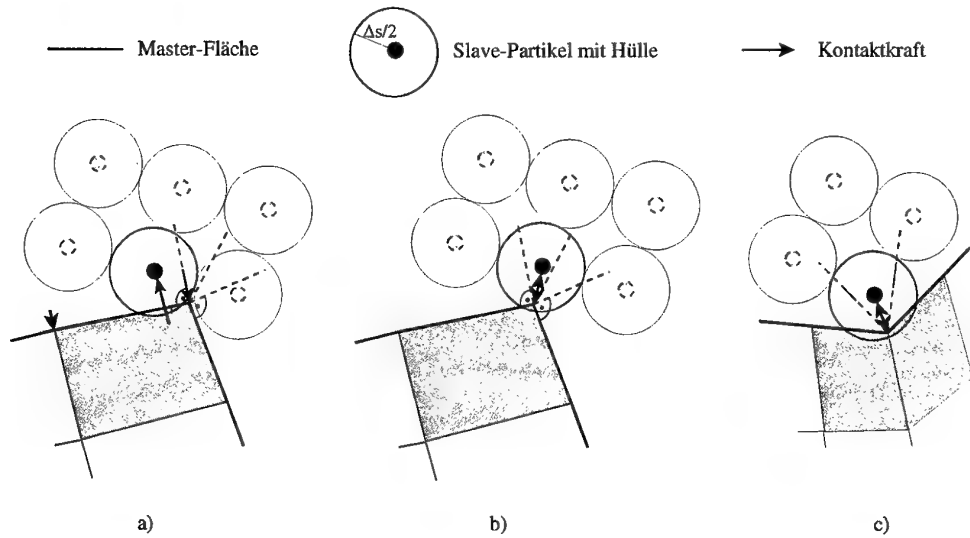 Master-Fläche
Δs/2
Slave-Partikel mit Hülle
Kontaktkraft
a)
b)
c)